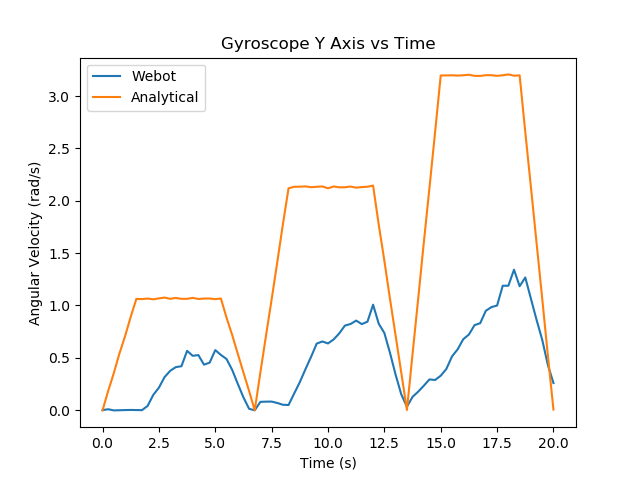 Gyroscope Y Axis vs Time
Webot
Analytical
Angular Velocity (rad/s)
3.0
2.5
2.0
1.5
1.0
0.5
0.0
0.0 2.5 5.0 7.5 10.0 12.5 15.0 17.5 20.0
Time (s)